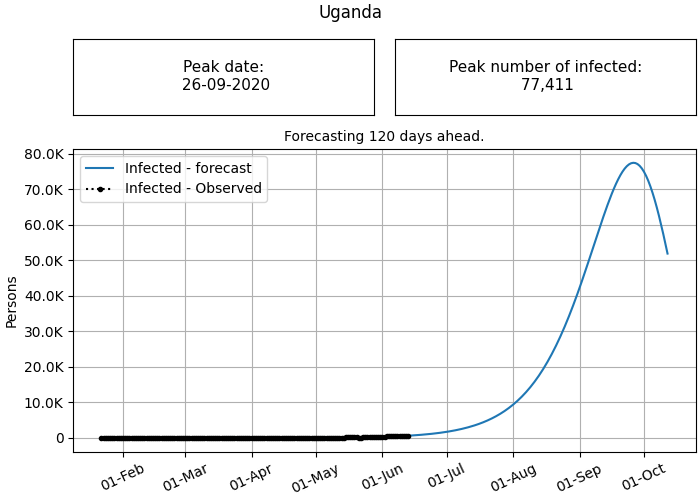 Uganda
Peak date:
26-09-2020
Peak number of infected:
77,411
Forecasting 120 days ahead.
80.0K
70.0K
60.0K
50.0K
40.0K
30.0K
20.0K
10.0K
0
Persons
Infected - forecast
Infected - Observed
01-Feb
01-Mar
01-Apr
01-May
01-Jun
01-Jul
01-Aug
01-Sep
01-Oct